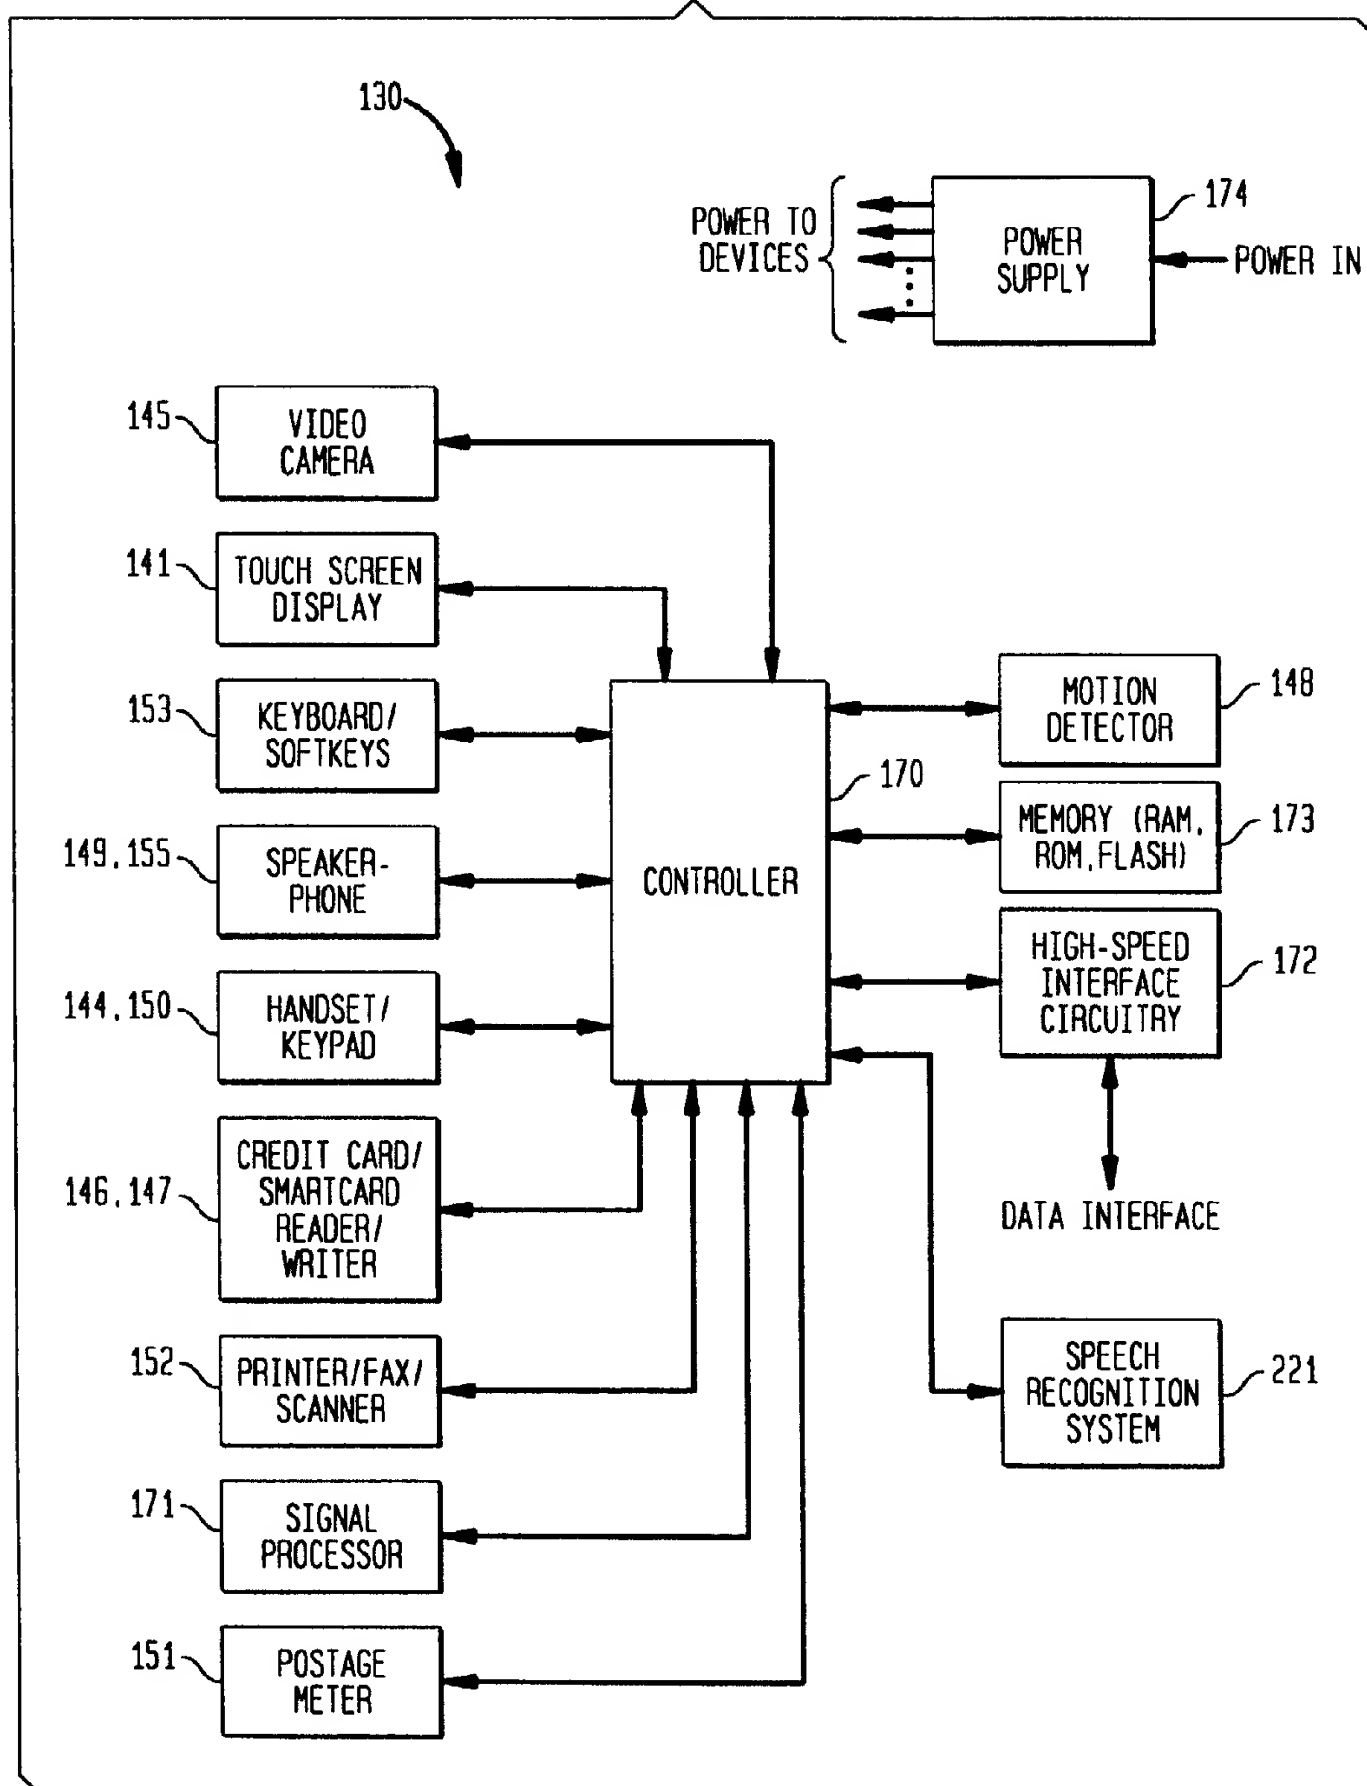 130
174
POWER TO
DEVICES
POWER
SUPPLY
POWER IN
145
VIDEO
CAMERA
141
TOUCH SCREEN
DISPLAY
153
KEYBOARD/
SOFTKEYS
149,155
SPEAKER-
PHONE
144,150
HANDSET/
KEYPAD
146,147
CREDIT CARD/
SMARTCARD
READER/
WRITER
152
PRINTER/FAX/
SCANNER
171
SIGNAL
PROCESSOR
151
POSTAGE
METER
CONTROLLER
170
MOTION
DETECTOR
148
MEMORY (RAM,
ROM,FLASH)
173
HIGH-SPEED
INTERFACE
CIRCUITRY
172
DATA INTERFACE
SPEECH
RECOGNITION
SYSTEM
221